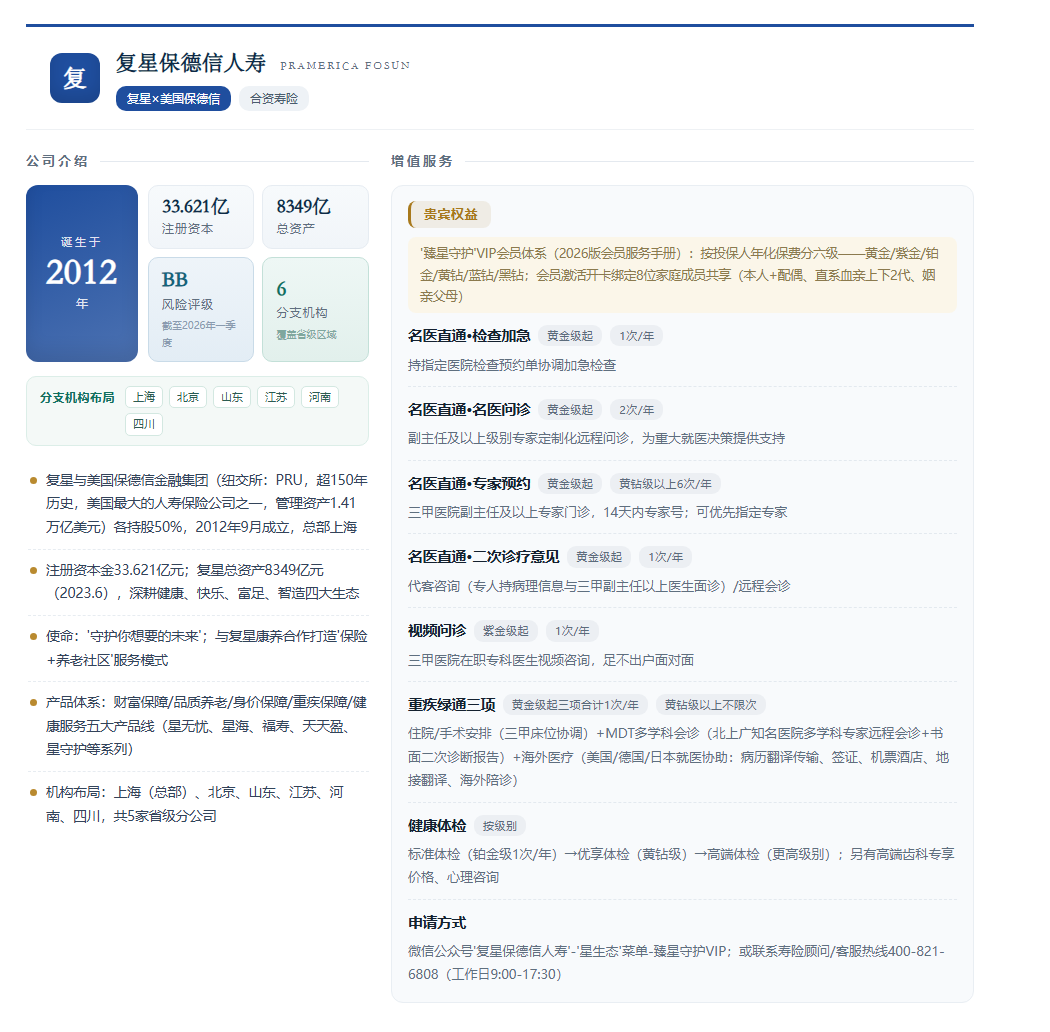 复
复星保德信人寿 PRAMERICA FOSUN
复星×美国保德信 合资寿险
公司介绍
诞生于
2012
年
33.621亿
注册资本
8349亿
总资产
BB
风险评级
截至2026年一季
度
6
分支机构
覆盖省级区域
分支机构布局 上海 北京 山东 江苏 河南
四川
复星与美国保德信金融集团（纽交所：PRU，超150年
历史，美国最大的人寿保险公司之一，管理资产1.41
万亿美元）各持股50%，2012年9月成立，总部上海
注册资本金33.621亿元；复星总资产8349亿元
（2023.6），深耕健康、快乐、富足、智造四大生态
使命：'守护你想要的未来'；与复星康养合作打造'保险
+养老社区'服务模式
产品体系：财富保障/品质养老/身价保障/重疾保障/健
康服务五大产品线（星无忧、星海、福寿、天天盈、
星守护等系列）
机构布局：上海（总部）、北京、山东、江苏、河
南、四川，共5家省级分公司
增值服务
贵宾权益
'臻星守护'VIP会员体系（2026版会员服务手册）：按投保人年化保费分六级——黄金/紫金/铂
金/黄钻/蓝钻/黑钻；会员激活开卡绑定8位家庭成员共享（本人+配偶、直系血亲上下2代、姻
亲父母）
名医直通•检查加急 黄金级起 1次/年
持指定医院检查预约单协调加急检查
名医直通•名医问诊 黄金级起 2次/年
副主任及以上级别专家定制化远程问诊，为重大就医决策提供支持
名医直通•专家预约 黄金级起 黄钻级以上6次/年
三甲医院副主任及以上专家门诊，14天内专家号；可优先指定专家
名医直通•二次诊疗意见 黄金级起 1次/年
代客咨询（专人持病理信息与三甲副主任以上医生面诊）/远程会诊
视频问诊 紫金级起 1次/年
三甲医院在职专科医生视频咨询，足不出户面对面
重疾绿通三项 黄金级起三项合计1次/年 黄钻级以上不限次
住院/手术安排（三甲床位协调）+MDT多学科会诊（北上广知名医院多学科专家远程会诊+书
面二次诊断报告）+海外医疗（美国/德国/日本就医协助：病历翻译传输、签证、机票酒店、地
接翻译、海外陪诊）
健康体检 按级别
标准体检（铂金级1次/年）→优享体检（黄钻级）→高端体检（更高级别）；另有高端齿科专享
价格、心理咨询
申请方式
微信公众号'复星保德信人寿'-'星生态'菜单-臻星守护VIP；或联系寿险顾问/客服热线400-821-
6808（工作日9:00-17:30）